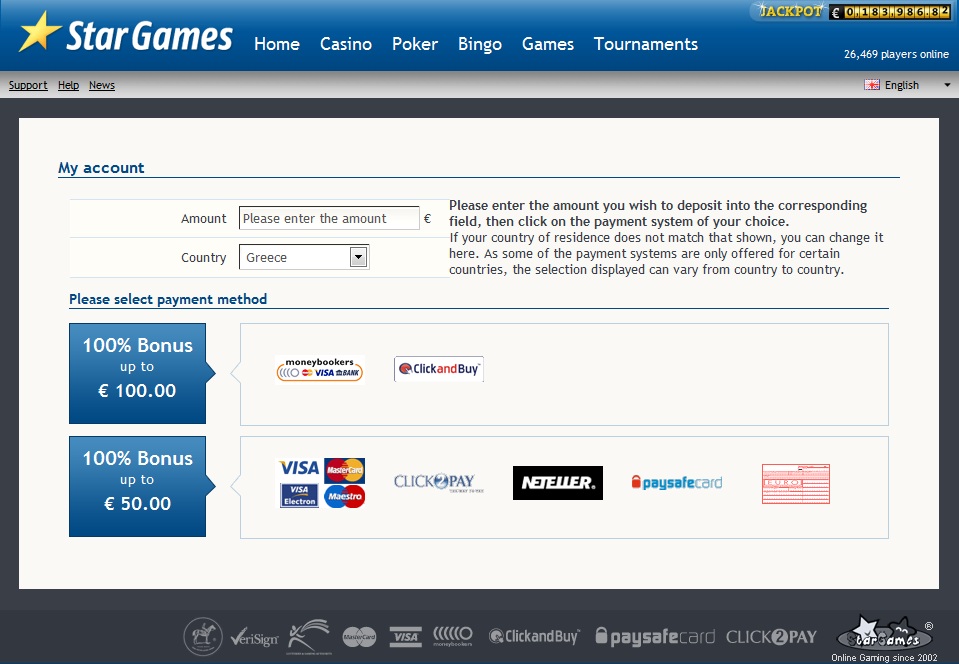 JACKPOT € 0,183,986.82
Star Games
Home Casino Poker Bingo Games Tournaments
26,469 players online
Support Help News
English
My account
Amount Please enter the amount €
Country Greece
Please enter the amount you wish to deposit into the corresponding
field, then click on the payment system of your choice.
If your country of residence does not match that shown, you can change it
here. As some of the payment systems are only offered for certain
countries, the selection displayed can vary from country to country.
Please select payment method
100% Bonus
up to
€ 100.00
moneybookers
VISA BANK
ClickandBuy
100% Bonus
up to
€ 50.00
VISA MasterCard
VISA Electron Maestro
CLICK2PAY
NETELLER®
paysafecard
EURO
VeriSign MasterCard VISA moneybookers ClickandBuy paysafecard CLICK2PAY
StarGames ®
Online Gaming since 2002